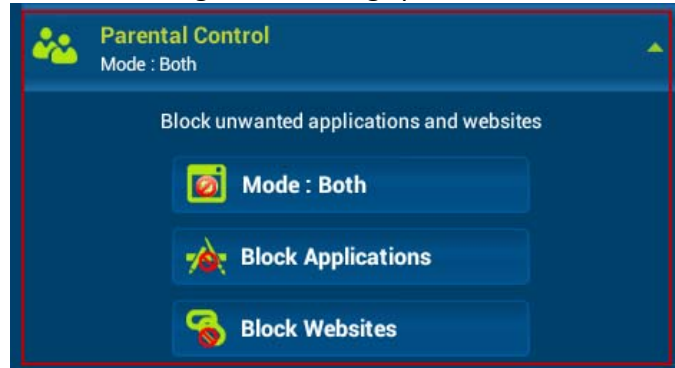 Parental Control
Mode : Both
Block unwanted applications and websites
Mode : Both
Block Applications
Block Websites